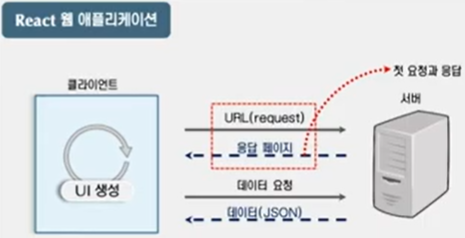 React 웹 애플리케이션
클라이언트
첫 요청과 응답
서버
URL(request)
응답 페이지
UI 생성
데이터 요청
데이터(JSON)